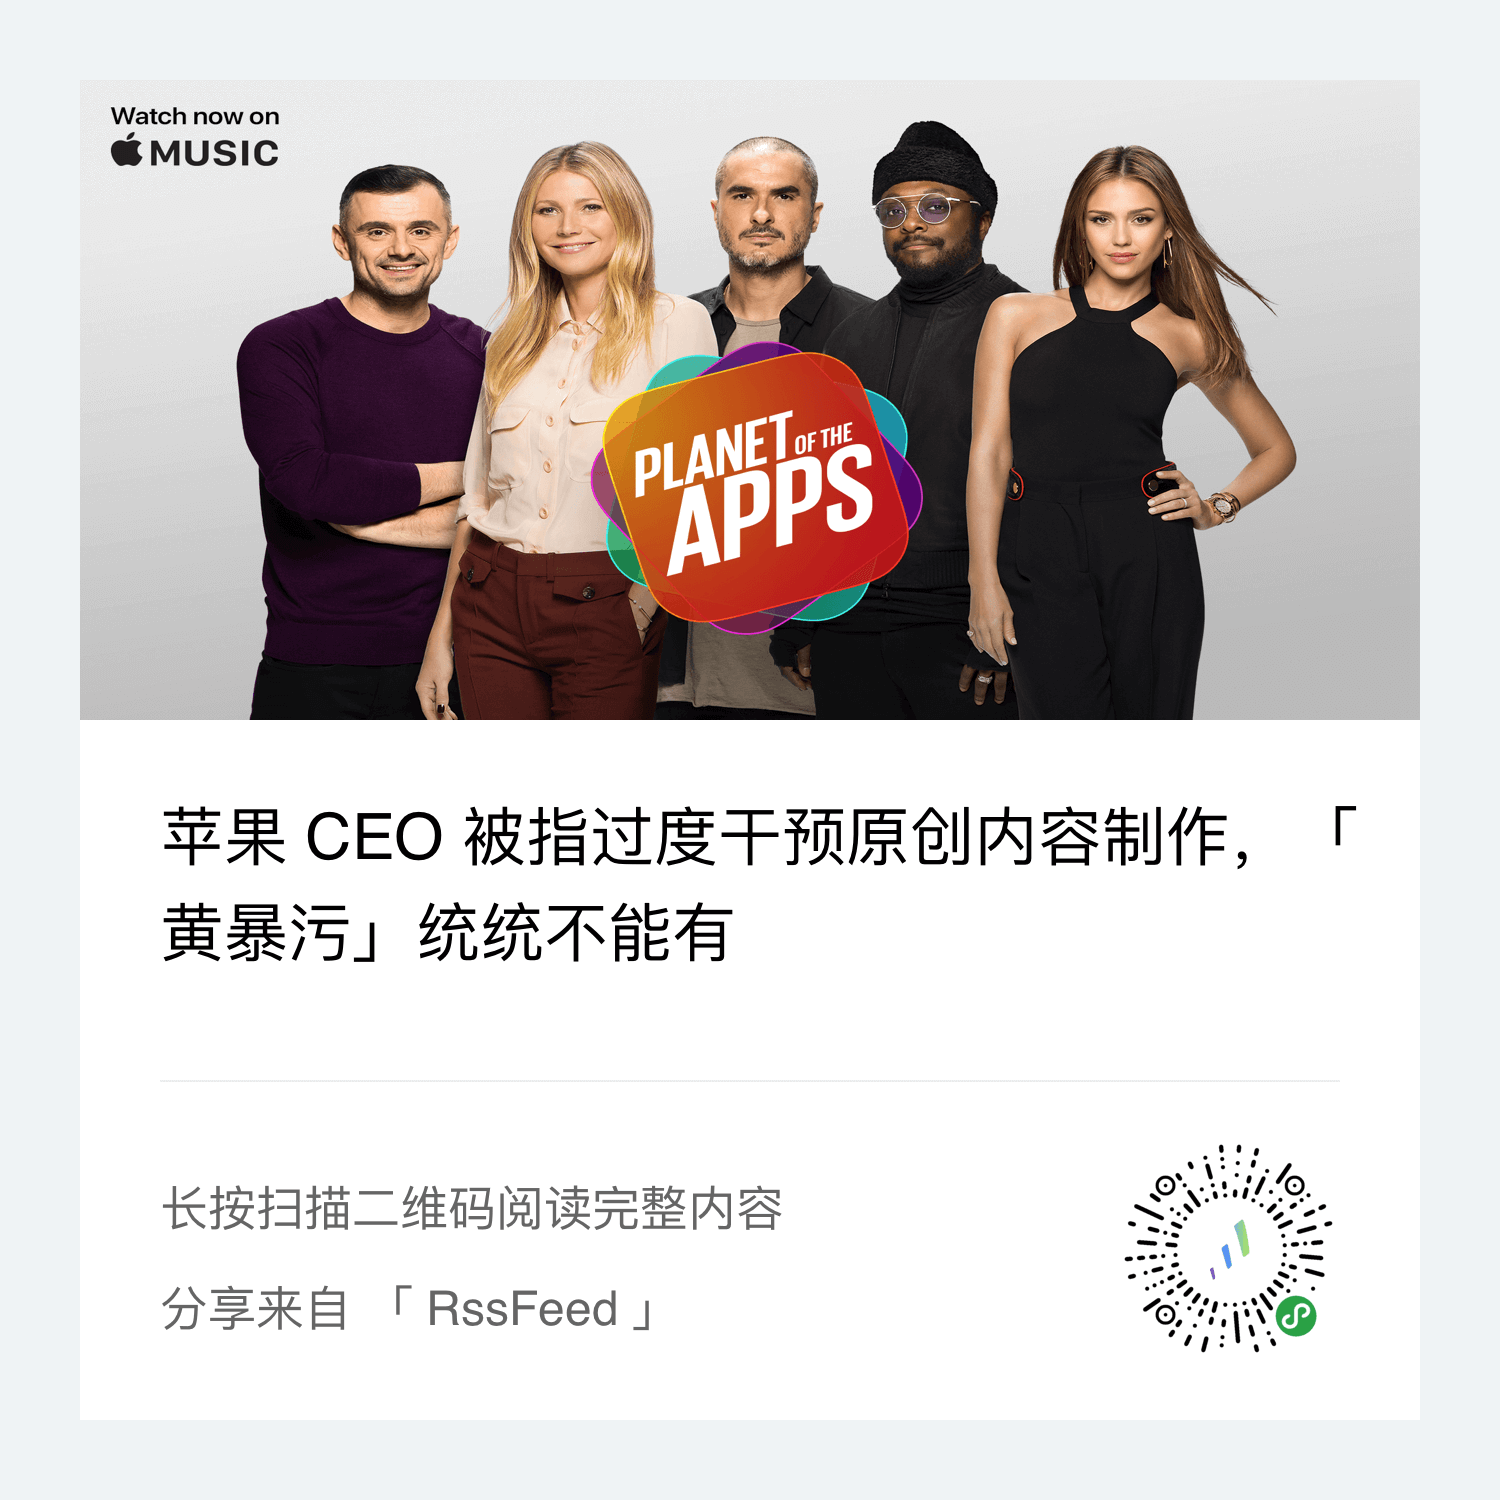 Watch now on
MUSIC
PLANET OF THE
APPS
苹果 CEO 被指过度干预原创内容制作，「
黄暴污」统统不能有
长按扫描二维码阅读完整内容
分享来自 「 RssFeed 」